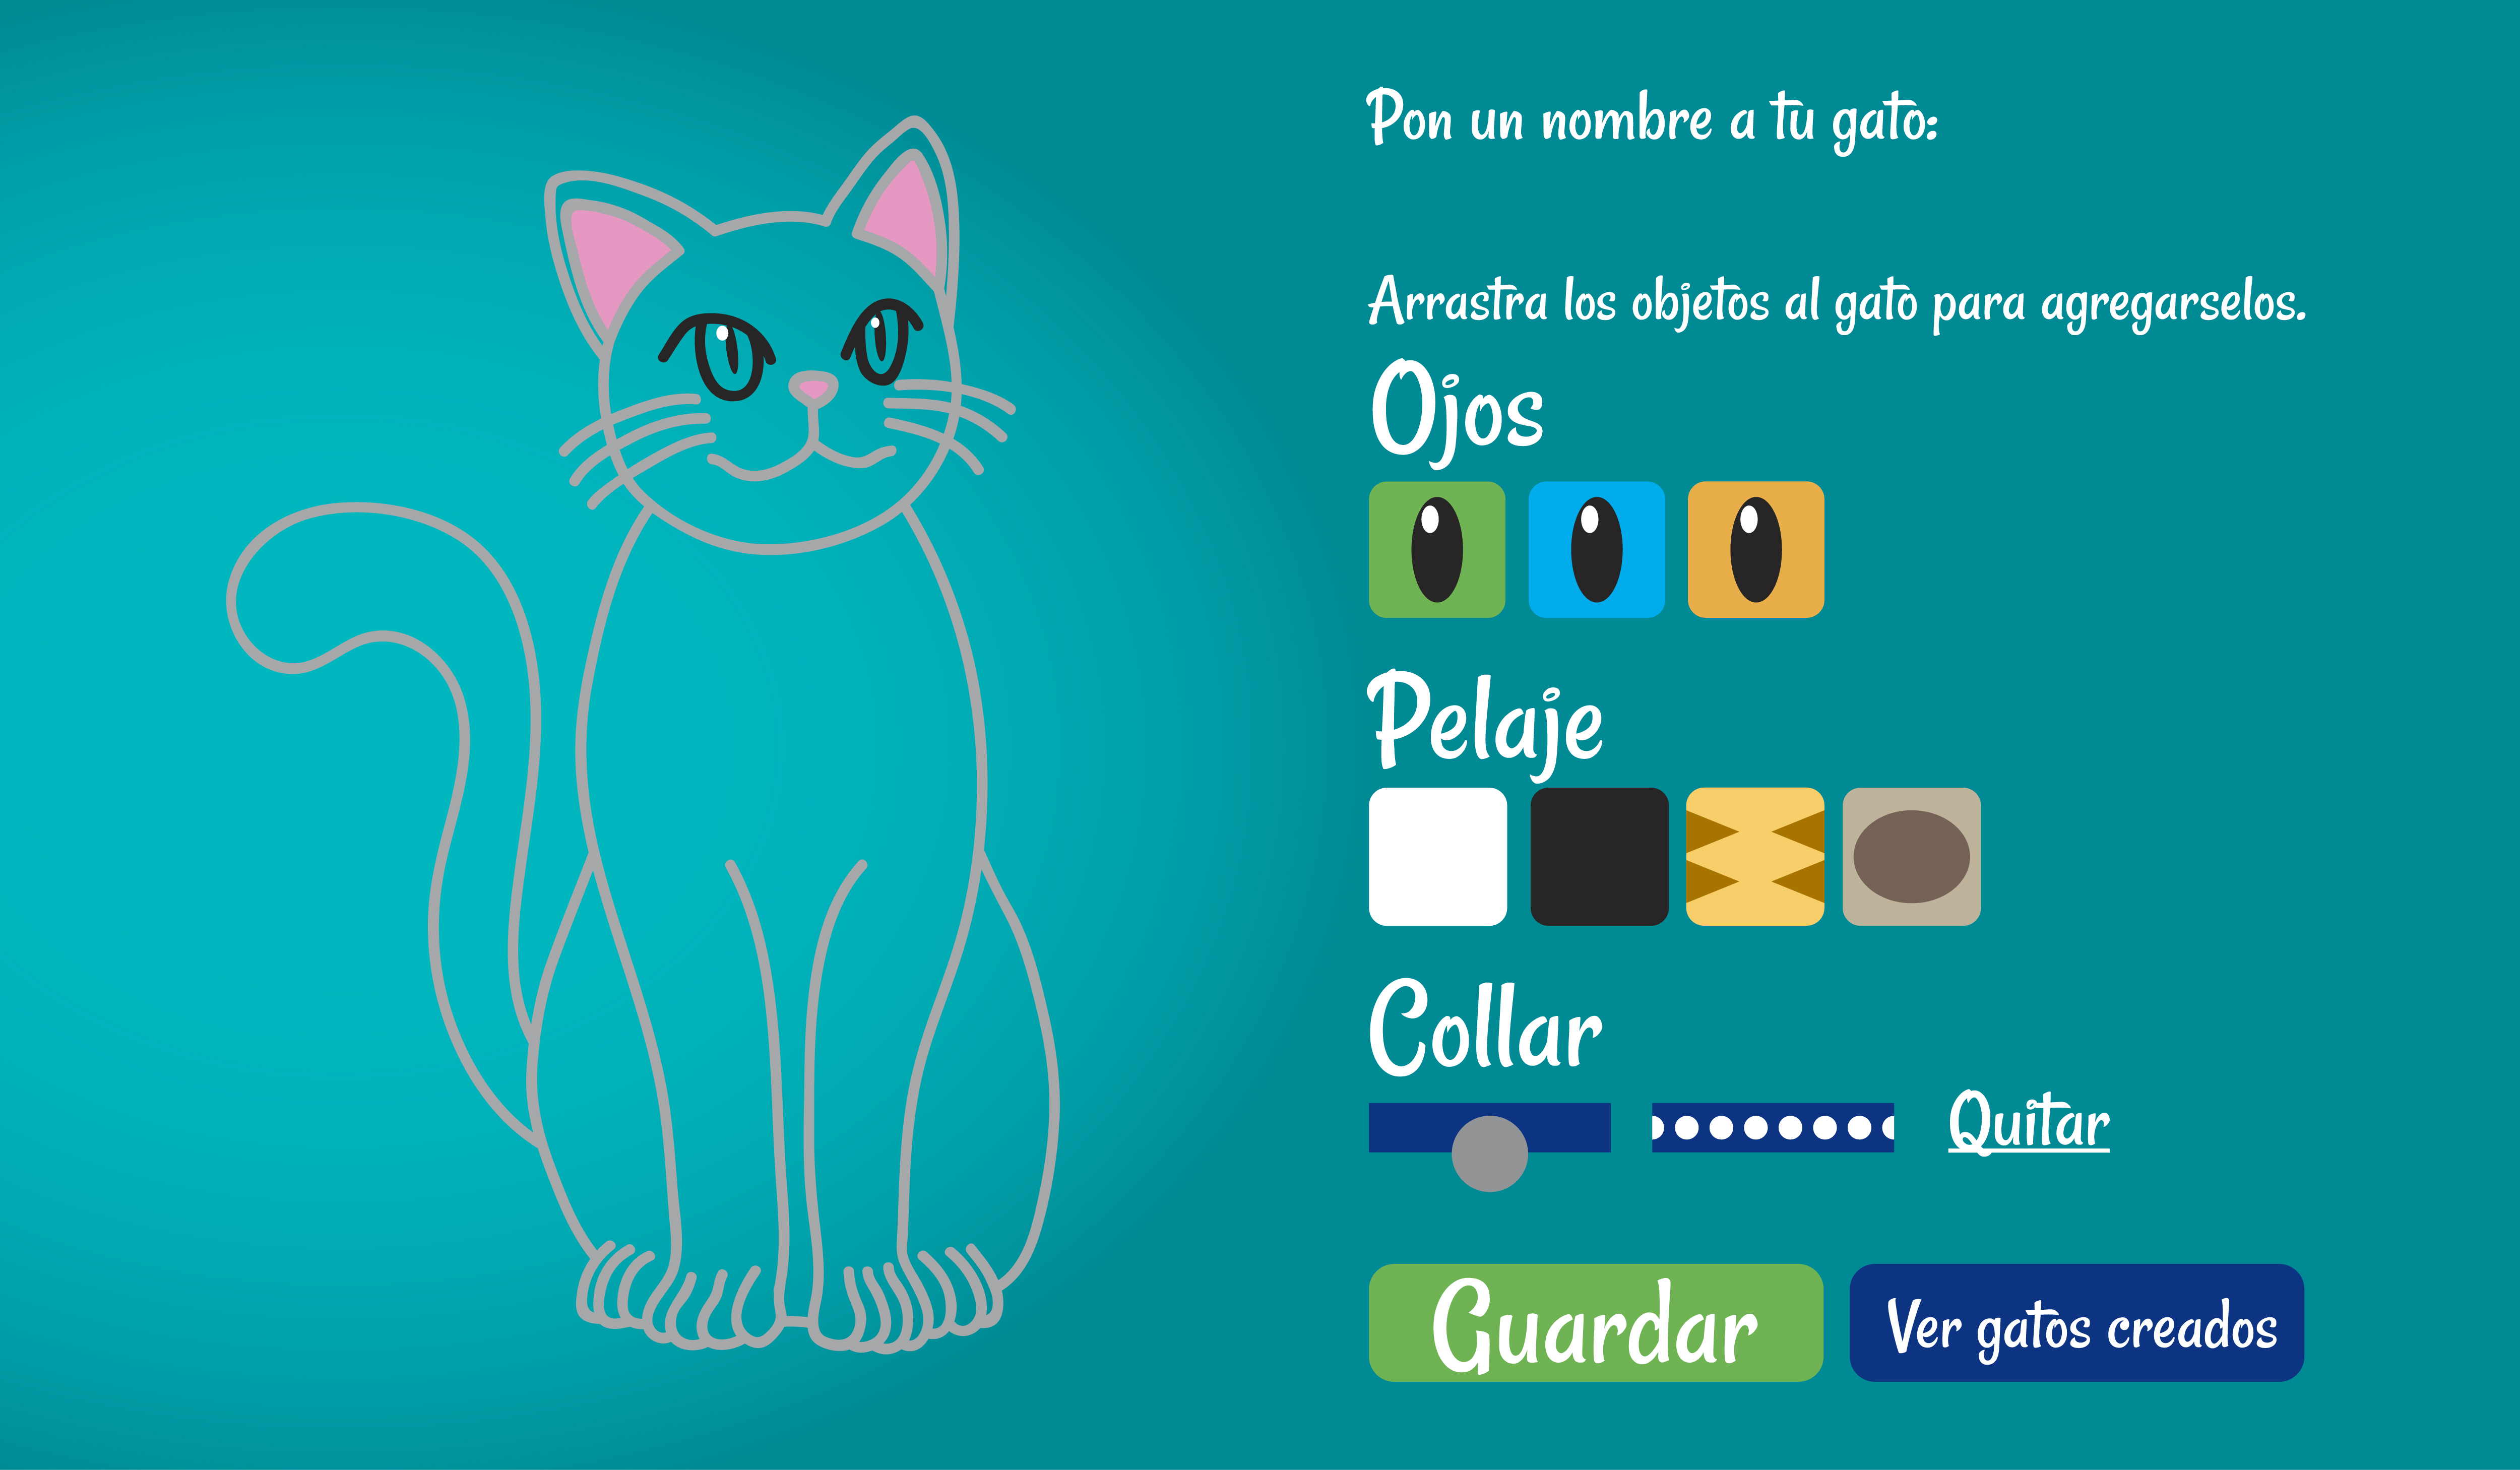 Pon un nombre a tu gato:
Arrastra los objetos al gato para agregarselos.
Ojos
Pelaje
Collar
Quitar
Guardar
Ver gatos creados